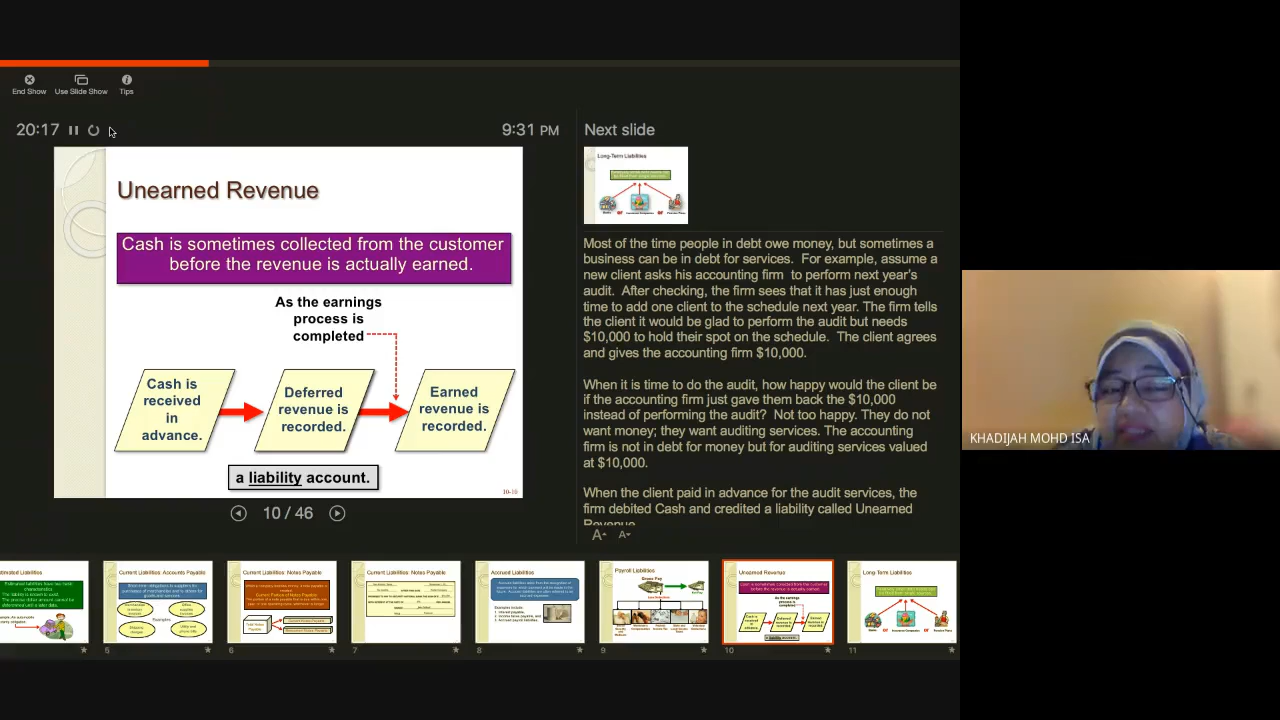 End Show
Use Slide Show
Tips
20:17
9:31 PM
Unearned Revenue
Cash is sometimes collected from the customer
before the revenue is actually earned.
As the earnings
process is
completed
Cash is
received
in
advance.
Deferred
revenue is
recorded.
Earned
revenue is
recorded.
a liability account.
10-10
10 / 46
Next slide
Long-Term Liabilities
Most of the time people in debt owe money, but sometimes a
business can be in debt for services. For example, assume a
new client asks his accounting firm to perform next year's
audit. After checking, the firm sees that it has just enough
time to add one client to the schedule next year. The firm tells
the client it would be glad to perform the audit but needs
$10,000 to hold their spot on the schedule. The client agrees
and gives the accounting firm $10,000.
When it is time to do the audit, how happy would the client be
if the accounting firm just gave them back the $10,000
instead of performing the audit? Not too happy. They do not
want money; they want auditing services. The accounting
firm is not in debt for money but for auditing services valued
at $10,000.
When the client paid in advance for the audit services, the
firm debited Cash and credited a liability called Unearned
Revenue
A A
KHADIJAH MOHD ISA
Current Liabilities: Accounts Payable
Current Liabilities: Notes Payable
Current Liabilities: Notes Payable
Accrued Liabilities
Payroll Liabilities
Gross Pay
Unearned Revenue
Long-Term Liabilities
5
6
7
8
9
10
11